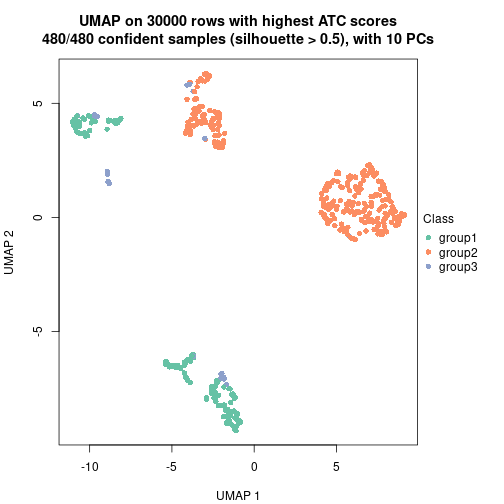 UMAP on 30000 rows with highest ATC scores
480/480 confident samples (silhouette > 0.5), with 10 PCs
5
0
-5
UMAP 2
-10
-5
0
5
UMAP 1
Class
group1
group2
group3